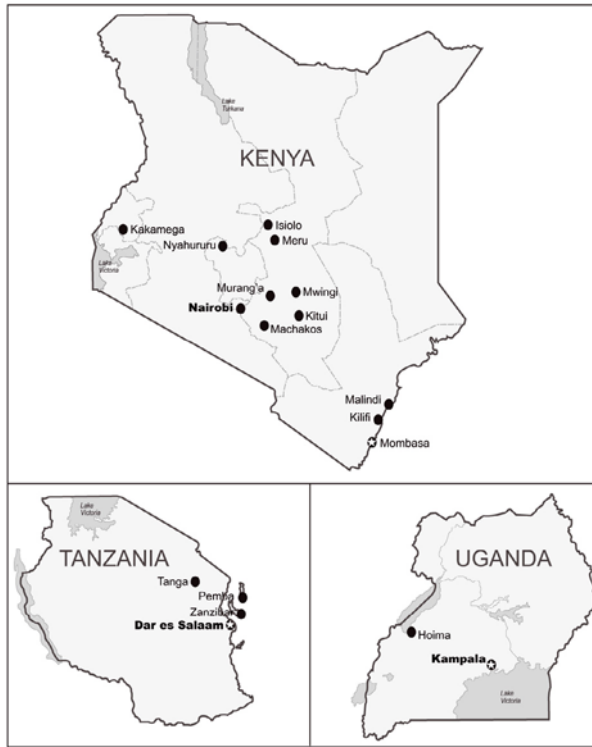 Lake
Turkana
KENYA
Kakamega
Isiolo
Nyahururu
Meru
Lake
Victoria
Murang'a
Mwingi
Nairobi
Kitui
Machakos
Malindi
Kilifi
Mombasa
Lake
Victoria
TANZANIA
Tanga
Pemba
Zanzibar
Dar es Salaam
UGANDA
Hoima
Kampala
Lake
Victoria